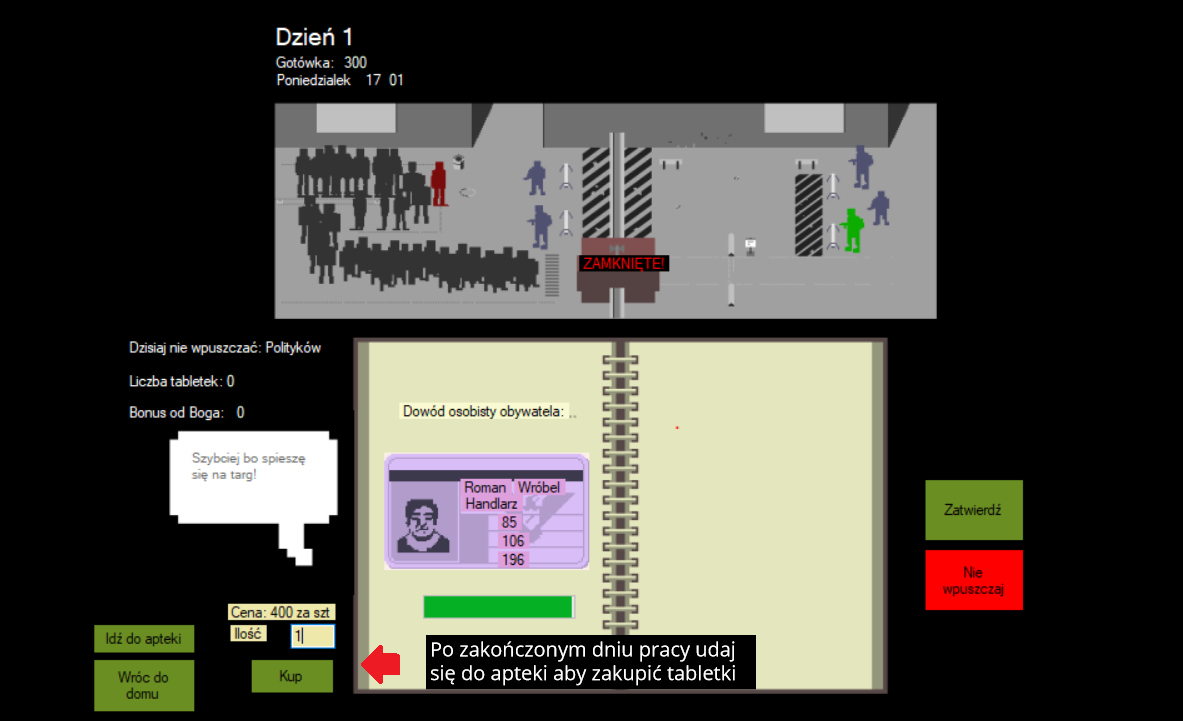 Dzień 1
Gotówka: 300
Poniedzialek 17 01
ZAMKNIĘTE!
Dzisiaj nie wpuszczać: Polityków
Liczba tabletek: 0
Bonus od Boga: 0
Szybciej bo spieszę
się na targ!
Dowód osobisty obywatela: ..
Roman Wróbel
Handlarz
85
106
196
Zatwierdź
Nie
wpuszczaj
Cena: 400 za szt
Ilość 1
Idź do apteki
Wróc do
domu
Kup
Po zakończonym dniu pracy udaj
się do apteki aby zakupić tabletki